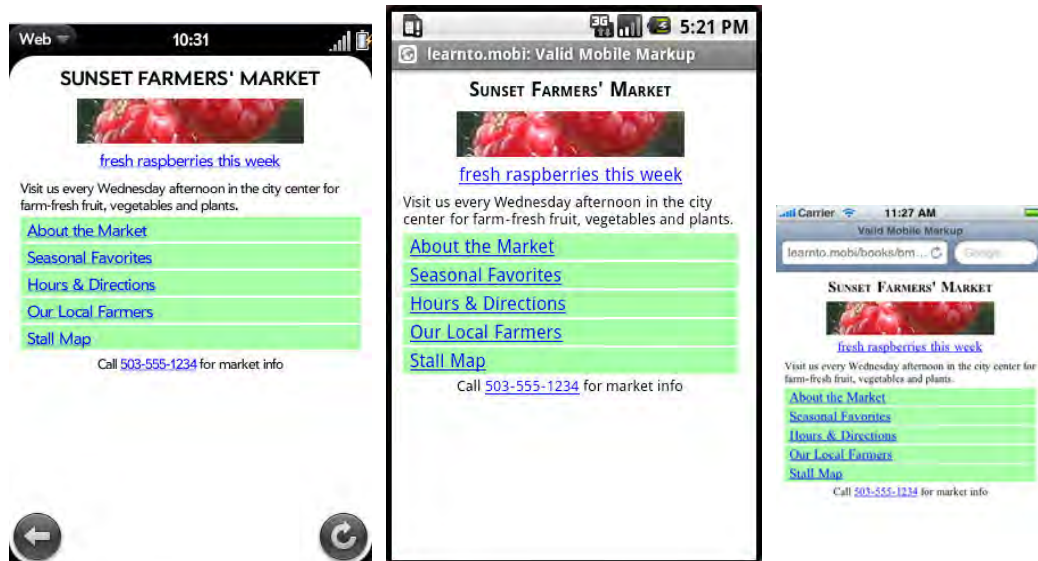 Web
10:31
SUNSET FARMERS' MARKET
fresh raspberries this week
Visit us every Wednesday afternoon in the city center for
farm-fresh fruit, vegetables and plants.
About the Market
Seasonal Favorites
Hours & Directions
Our Local Farmers
Stall Map
Call 503-555-1234 for market info
3G
5:21 PM
learnto.mobi: Valid Mobile Markup
SUNSET FARMERS' MARKET
fresh raspberries this week
Visit us every Wednesday afternoon in the city
center for farm-fresh fruit, vegetables and plants.
About the Market
Seasonal Favorites
Hours & Directions
Our Local Farmers
Stall Map
Call 503-555-1234 for market info
Carrier
11:27 AM
Valid Mobile Markup
learnto.mobi/books/bm...
Google
SUNSET FARMERS' MARKET
fresh raspberries this week
Visit us every Wednesday afternoon in the city center for
farm-fresh fruit, vegetables and plants.
About the Market
Seasonal Favorites
Hours & Directions
Our Local Farmers
Stall Map
Call 503-555-1234 for market info